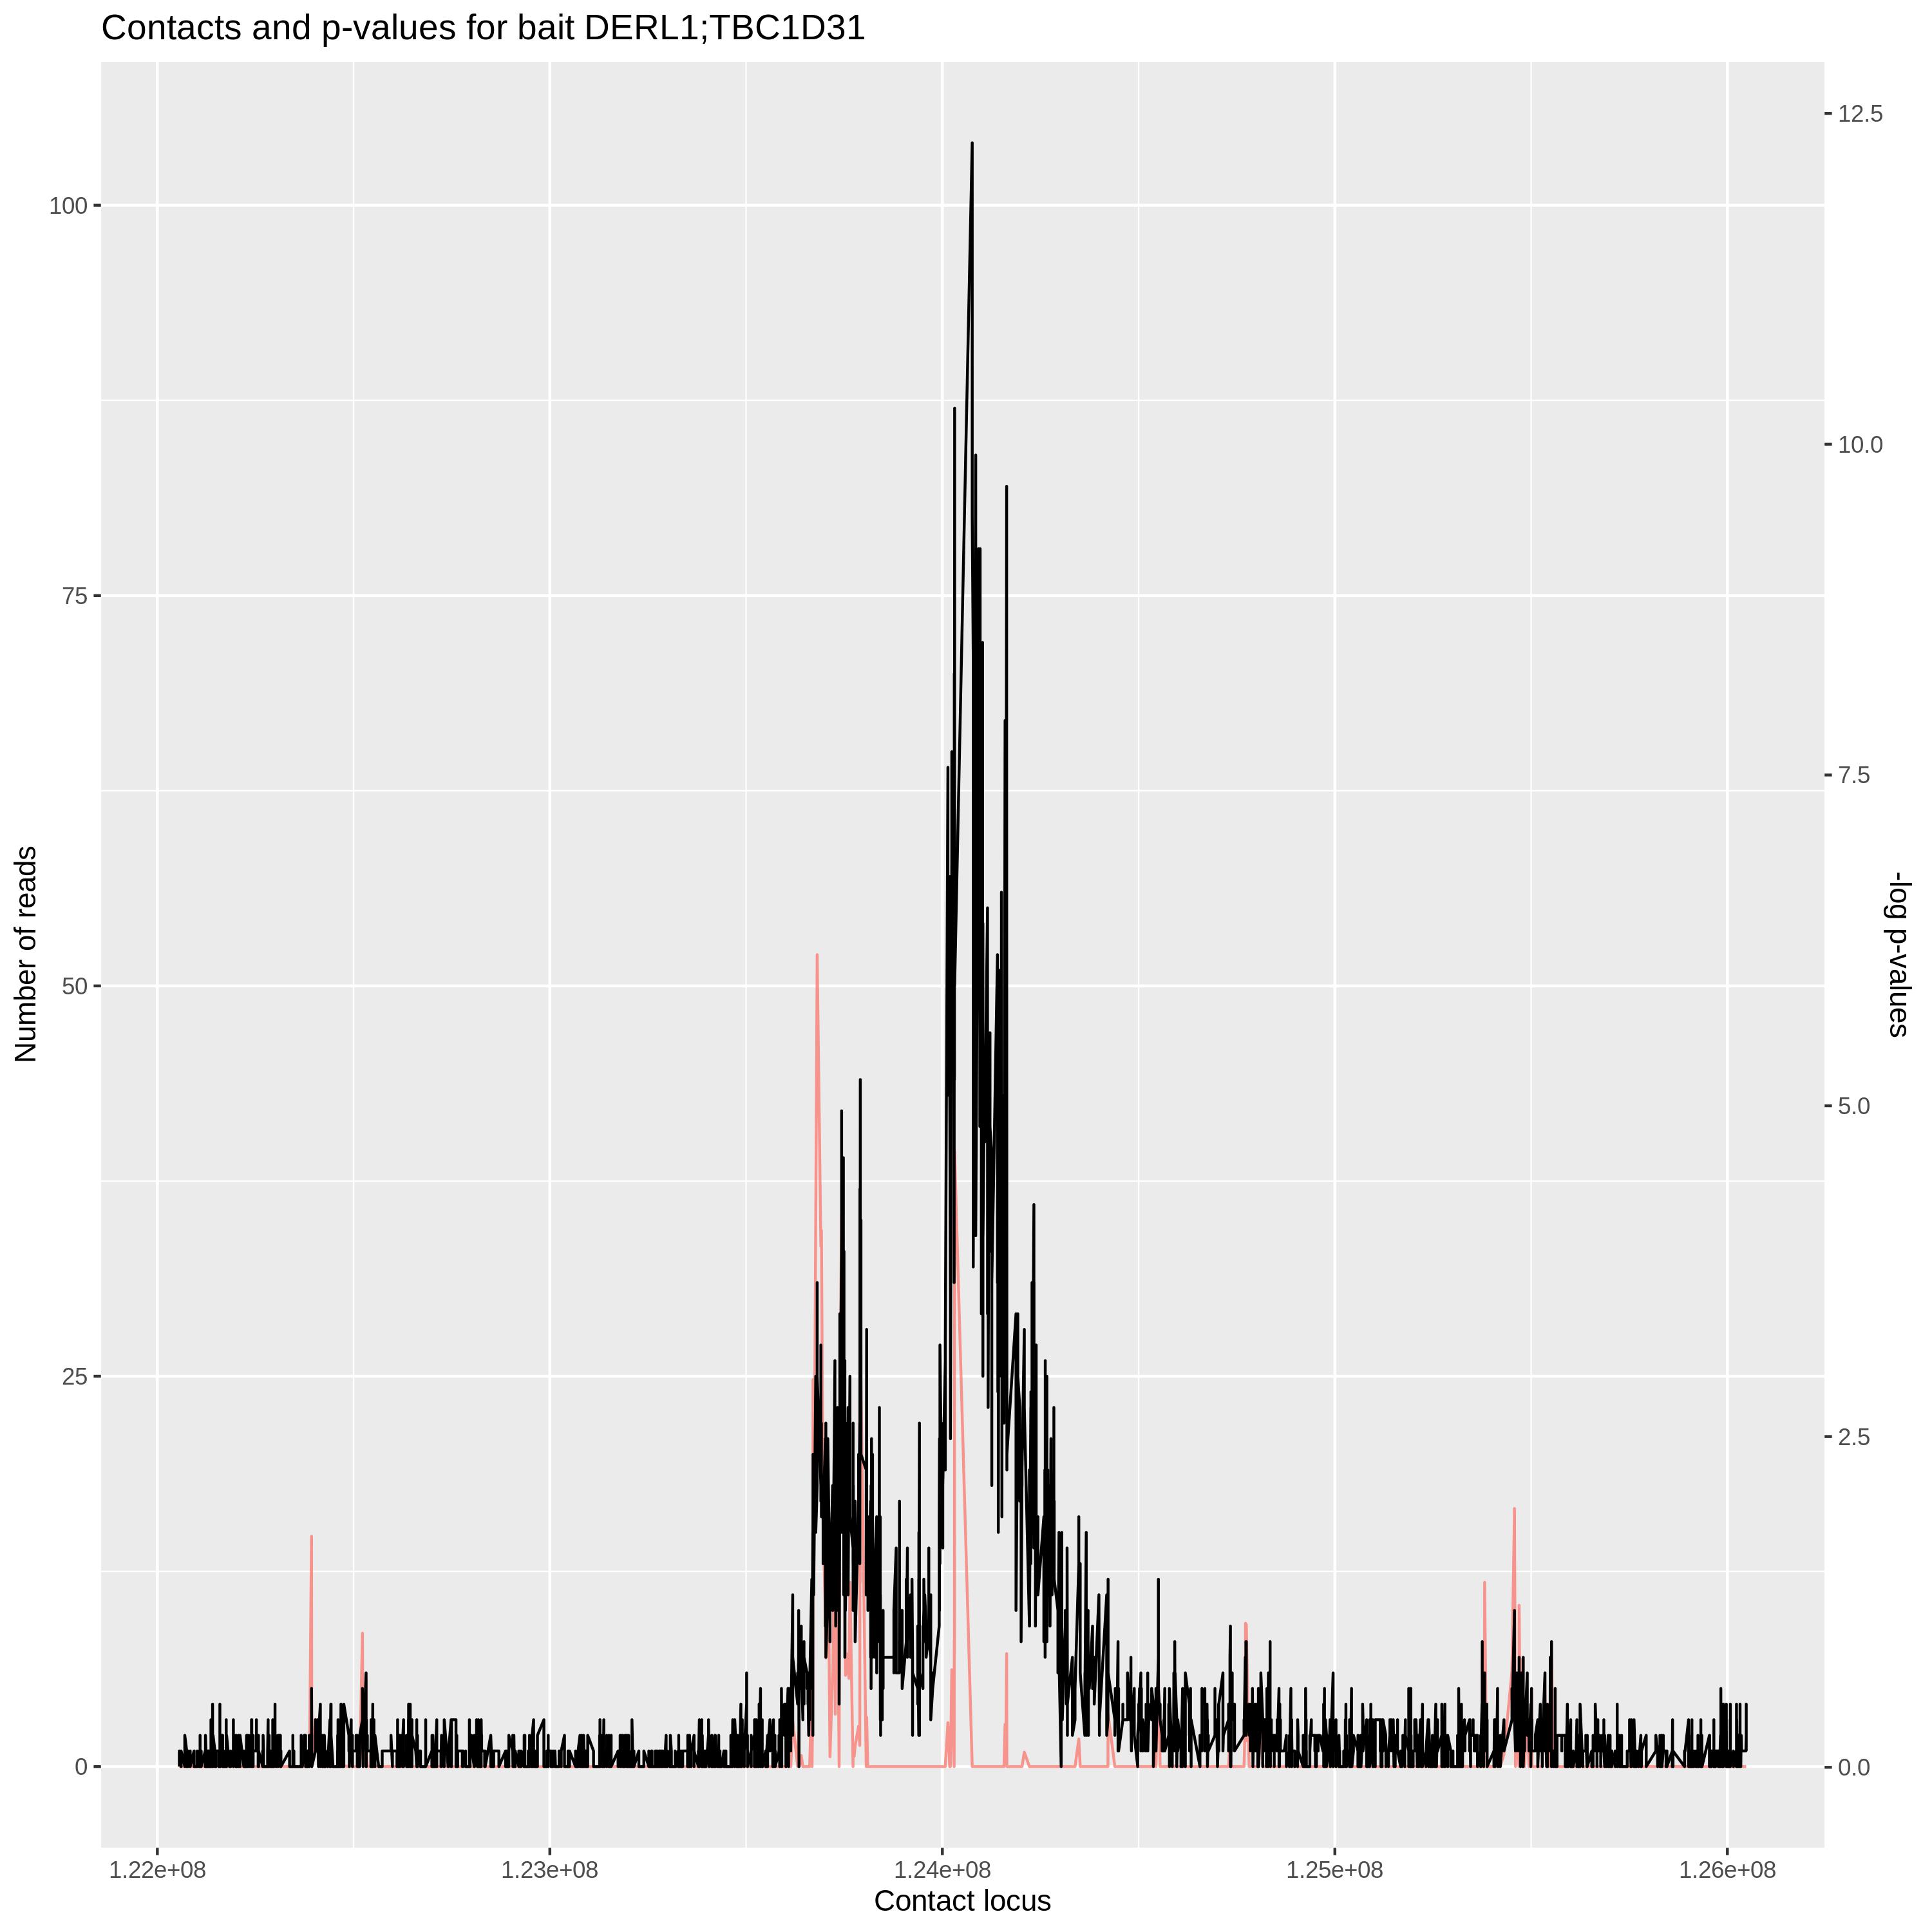 Contacts and p-values for bait DERL1;TBC1D31
12.5
100
10.0
75
7.5
Number of reads
-log p-values
50
5.0
25
2.5
0
0.0
1.22e+08 1.23e+08 1.24e+08 1.25e+08 1.26e+08
Contact locus